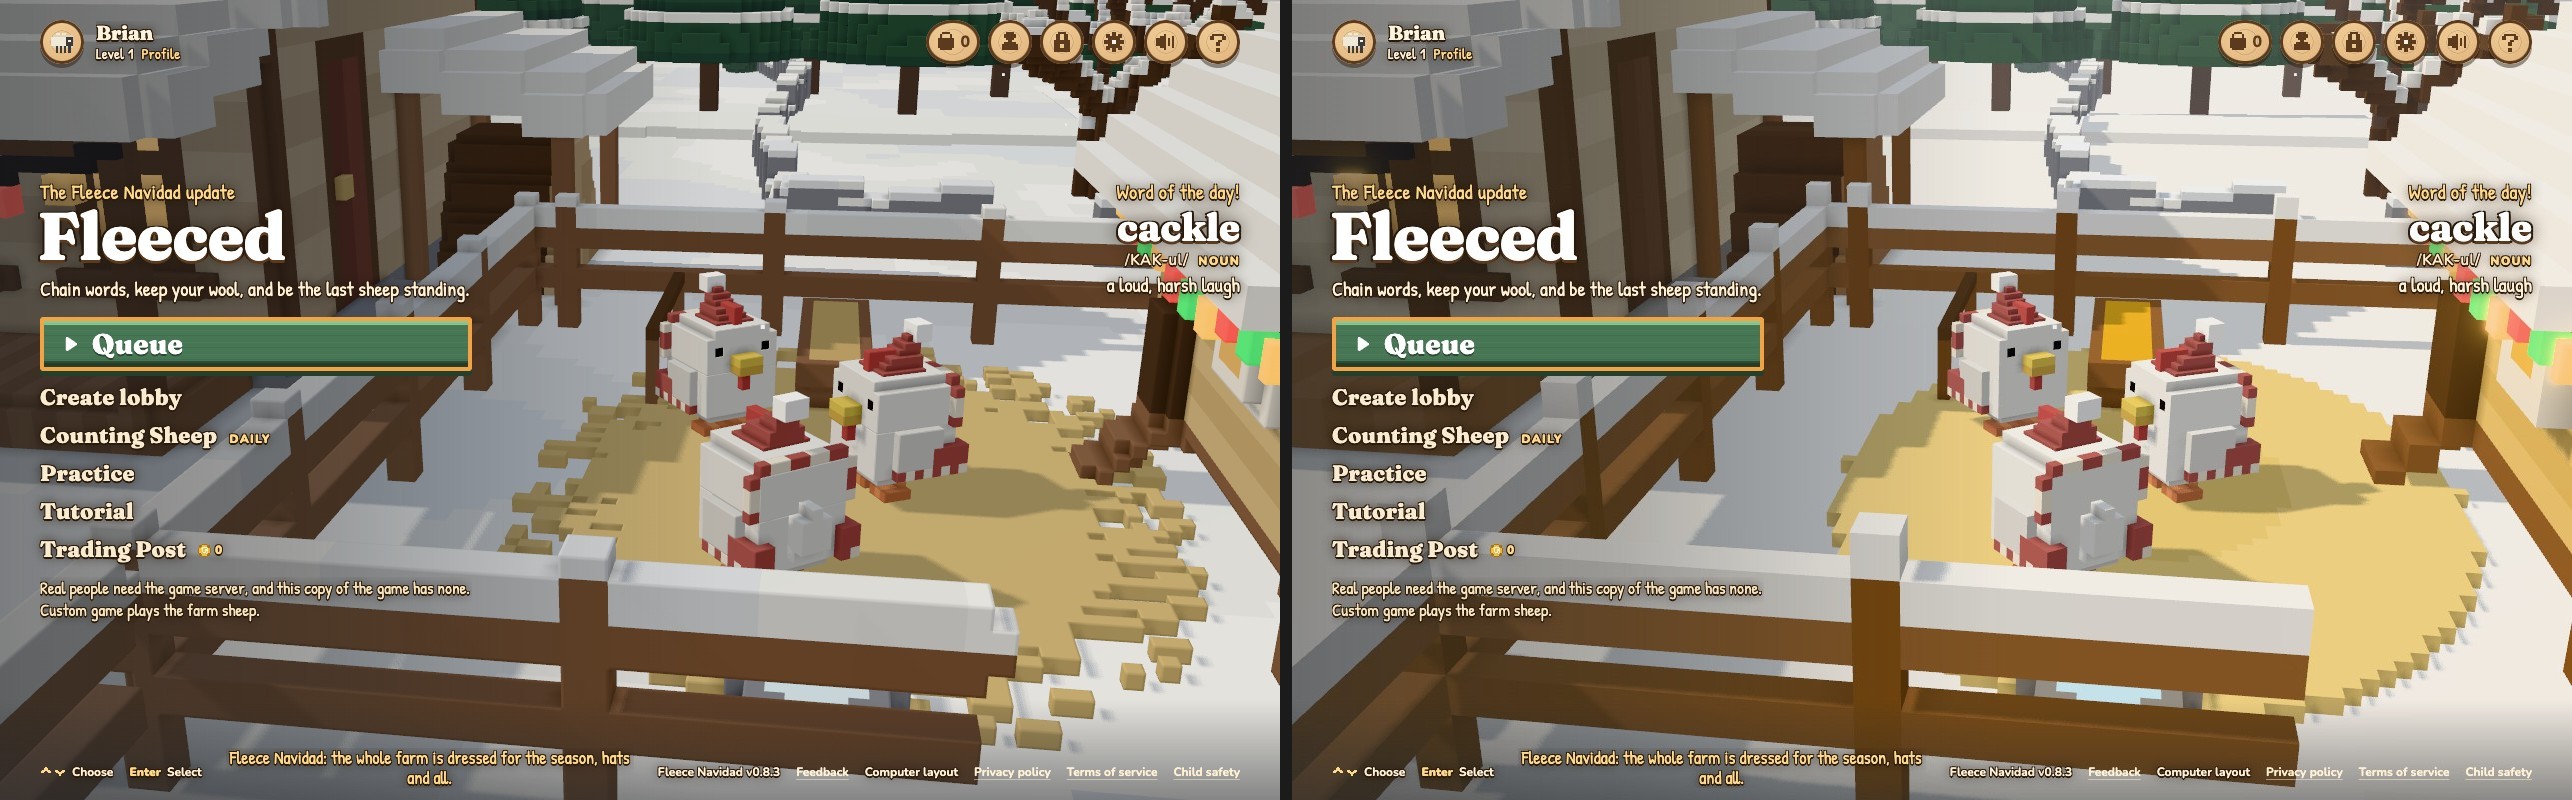 Brian
Level 1 Profile
0
The Fleece Navidad update
Fleeced
Chain words, keep your wool, and be the last sheep standing.
Queue
Create lobby
Counting Sheep DAILY
Practice
Tutorial
Trading Post 0
Real people need the game server, and this copy of the game has none.
Custom game plays the farm sheep.
Word of the day!
cackle
/KAK-ul/ NOUN
a loud, harsh laugh
Choose Enter Select
Fleece Navidad: the whole farm is dressed for the season, hats
and all.
Fleece Navidad v0.8.3 Feedback Computer layout Privacy policy Terms of service Child safety
Brian
Level 1 Profile
0
The Fleece Navidad update
Fleeced
Chain words, keep your wool, and be the last sheep standing.
Queue
Create lobby
Counting Sheep DAILY
Practice
Tutorial
Trading Post 0
Real people need the game server, and this copy of the game has none.
Custom game plays the farm sheep.
Word of the day!
cackle
/KAK-ul/ NOUN
a loud, harsh laugh
Choose Enter Select
Fleece Navidad: the whole farm is dressed for the season, hats
and all.
Fleece Navidad v0.8.3 Feedback Computer layout Privacy policy Terms of service Child safety